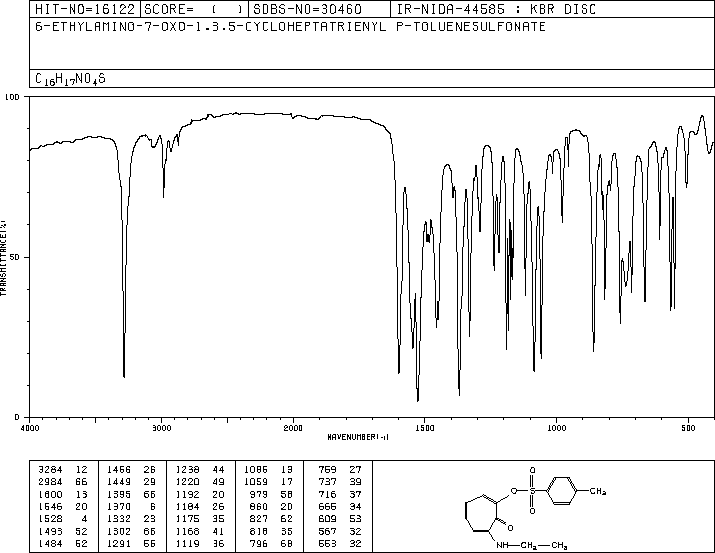 HIT-NO=16122 SCORE= ( ) SDBS-NO=30460 IR-NIDA-44585 : KBR DISC
6-ETHYLAMINO-7-OXO-1,3,5-CYCLOHEPTATRIENYL P-TOLUENESULFONATE
C16H17NO4S
100
50
0
TRANSMITTANCE(%)
4000 3000 2000 1500 1000 500
WAVENUMBER(-1)
3284 12 1456 26 1238 44 1086 13 759 27
2984 66 1449 29 1220 49 1059 17 737 39
1600 13 1395 66 1192 20 979 58 716 37
1546 20 1370 6 1184 26 860 20 665 34
1528 4 1332 23 1175 35 827 62 609 53
1493 52 1302 66 1168 41 818 35 567 32
1484 52 1291 55 1119 36 796 68 553 32
O
O S CH3
O
O
NH CH2 CH3